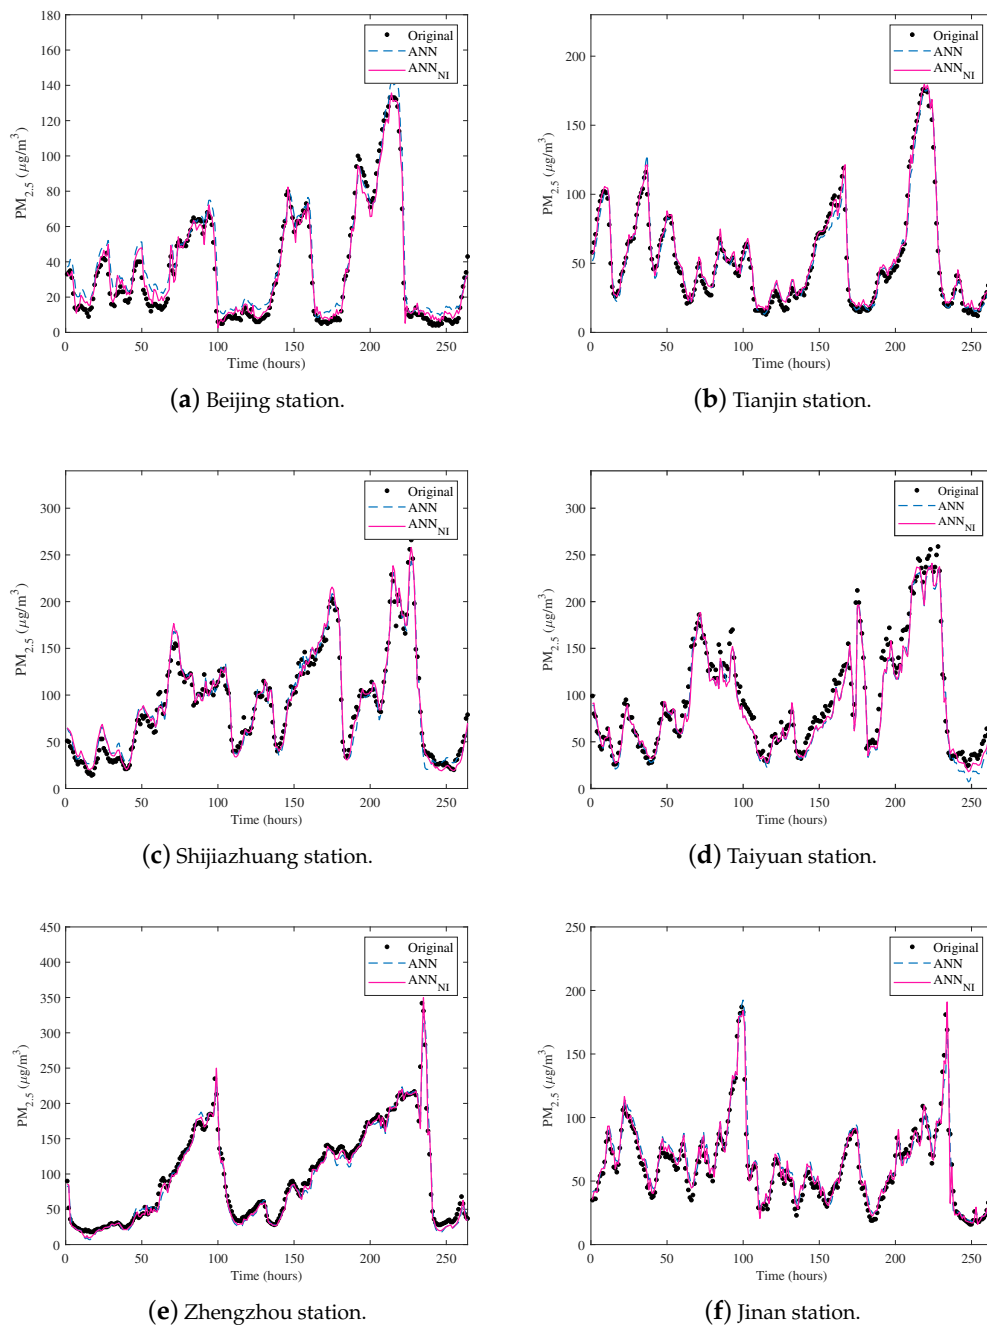 180
160
140
120
100
80
60
40
20
0
PM2.5 (μg/m3)
Original
ANN
ANNNI
0 50 100 150 200 250
Time (hours)
(a) Beijing station.
200
150
100
50
0
PM2.5 (μg/m3)
Original
ANN
ANNNI
0 50 100 150 200 250
Time (hours)
(b) Tianjin station.
300
250
200
150
100
50
0
PM2.5 (μg/m3)
Original
ANN
ANNNI
0 50 100 150 200 250
Time (hours)
(c) Shijiazhuang station.
300
250
200
150
100
50
0
PM2.5 (μg/m3)
Original
ANN
ANNNI
0 50 100 150 200 250
Time (hours)
(d) Taiyuan station.
450
400
350
300
250
200
150
100
50
0
PM2.5 (μg/m3)
Original
ANN
ANNNI
0 50 100 150 200 250
Time (hours)
(e) Zhengzhou station.
250
200
150
100
50
0
PM2.5 (μg/m3)
Original
ANN
ANNNI
0 50 100 150 200 250
Time (hours)
(f) Jinan station.